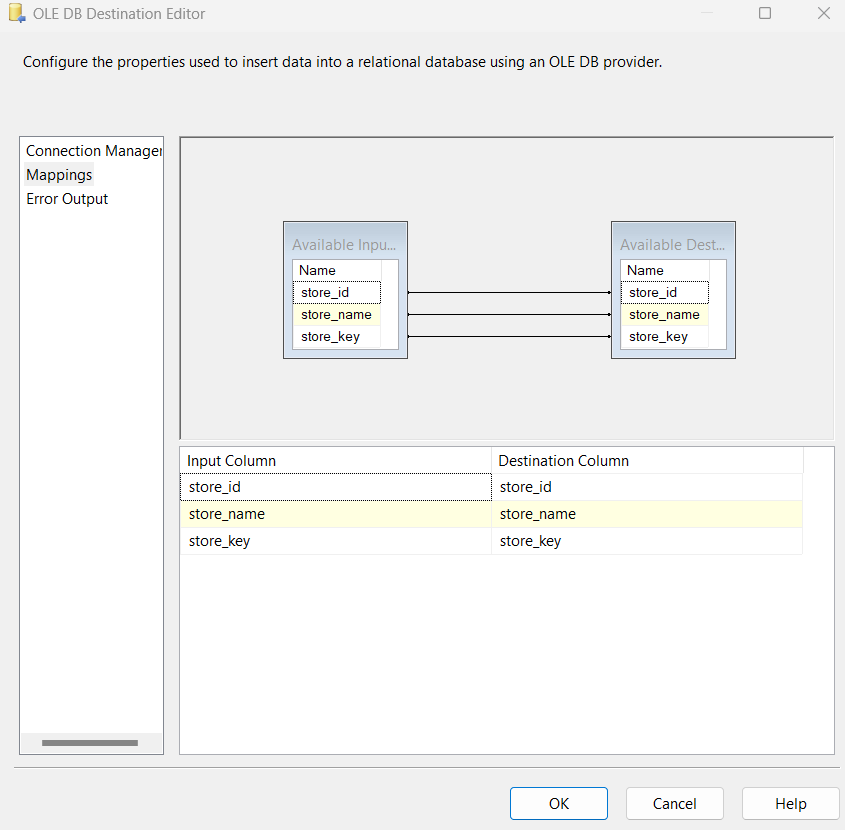 OLE DB Destination Editor
Configure the properties used to insert data into a relational database using an OLE DB provider.
Connection Manager
Mappings
Error Output
Available Inpu...
Name
store_id
store_name
store_key
Available Dest...
Name
store_id
store_name
store_key
Input Column Destination Column
store_id store_id
store_name store_name
store_key store_key
OK Cancel Help